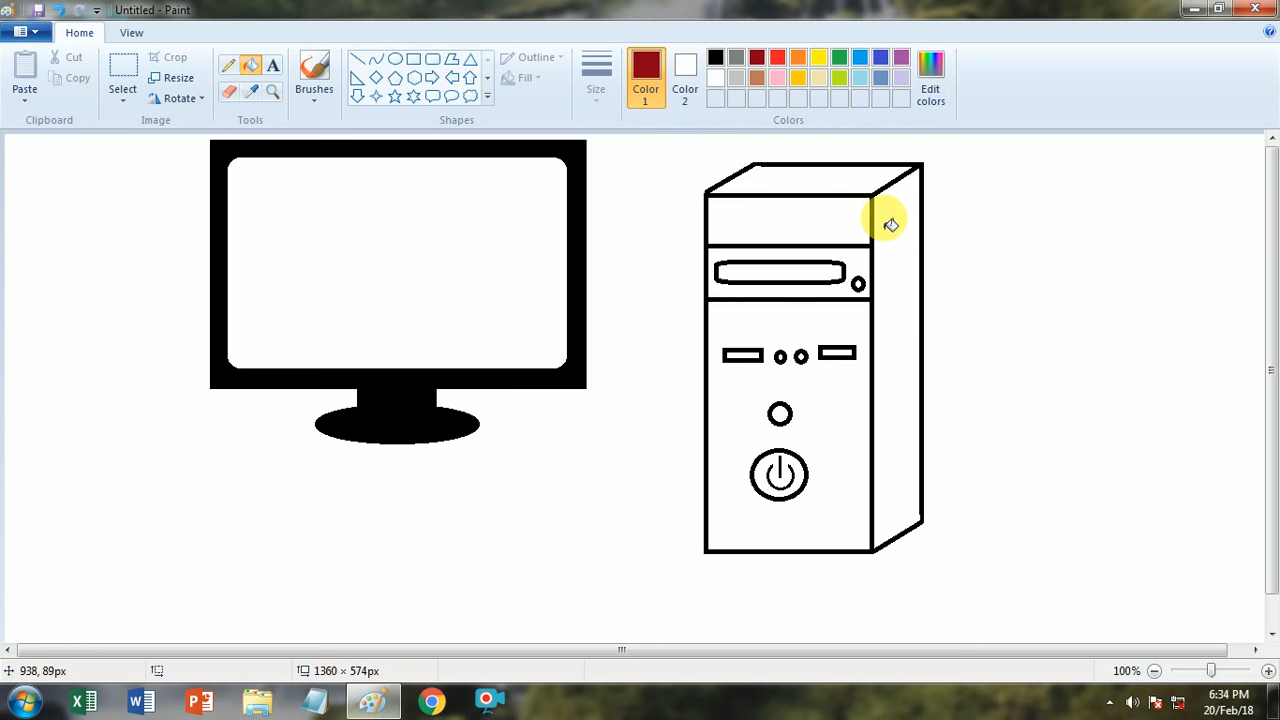 Untitled - Paint
Home View
Paste
Cut
Copy
Clipboard
Select
Crop
Resize
Rotate
Image
A
Tools
Brushes
Outline
Fill
Shapes
Size
Color 1
Color 2
Edit colors
Colors
938, 89px
1360 × 574px
100%
6:34 PM
20/Feb/18